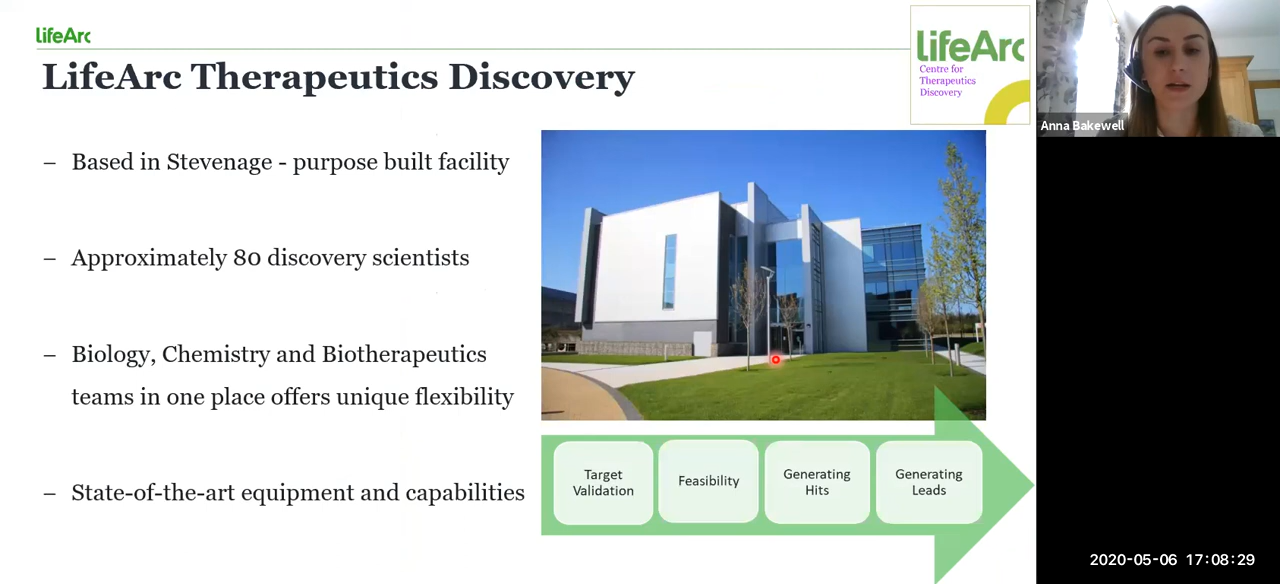 lifeArc
LifeArc Therapeutics Discovery
lifeArc
Centre for
Therapeutics
Discovery
Anna Bakewell
– Based in Stevenage - purpose built facility
– Approximately 80 discovery scientists
– Biology, Chemistry and Biotherapeutics
teams in one place offers unique flexibility
– State-of-the-art equipment and capabilities
Target
Validation
Feasibility
Generating
Hits
Generating
Leads
2020-05-06 17:08:29